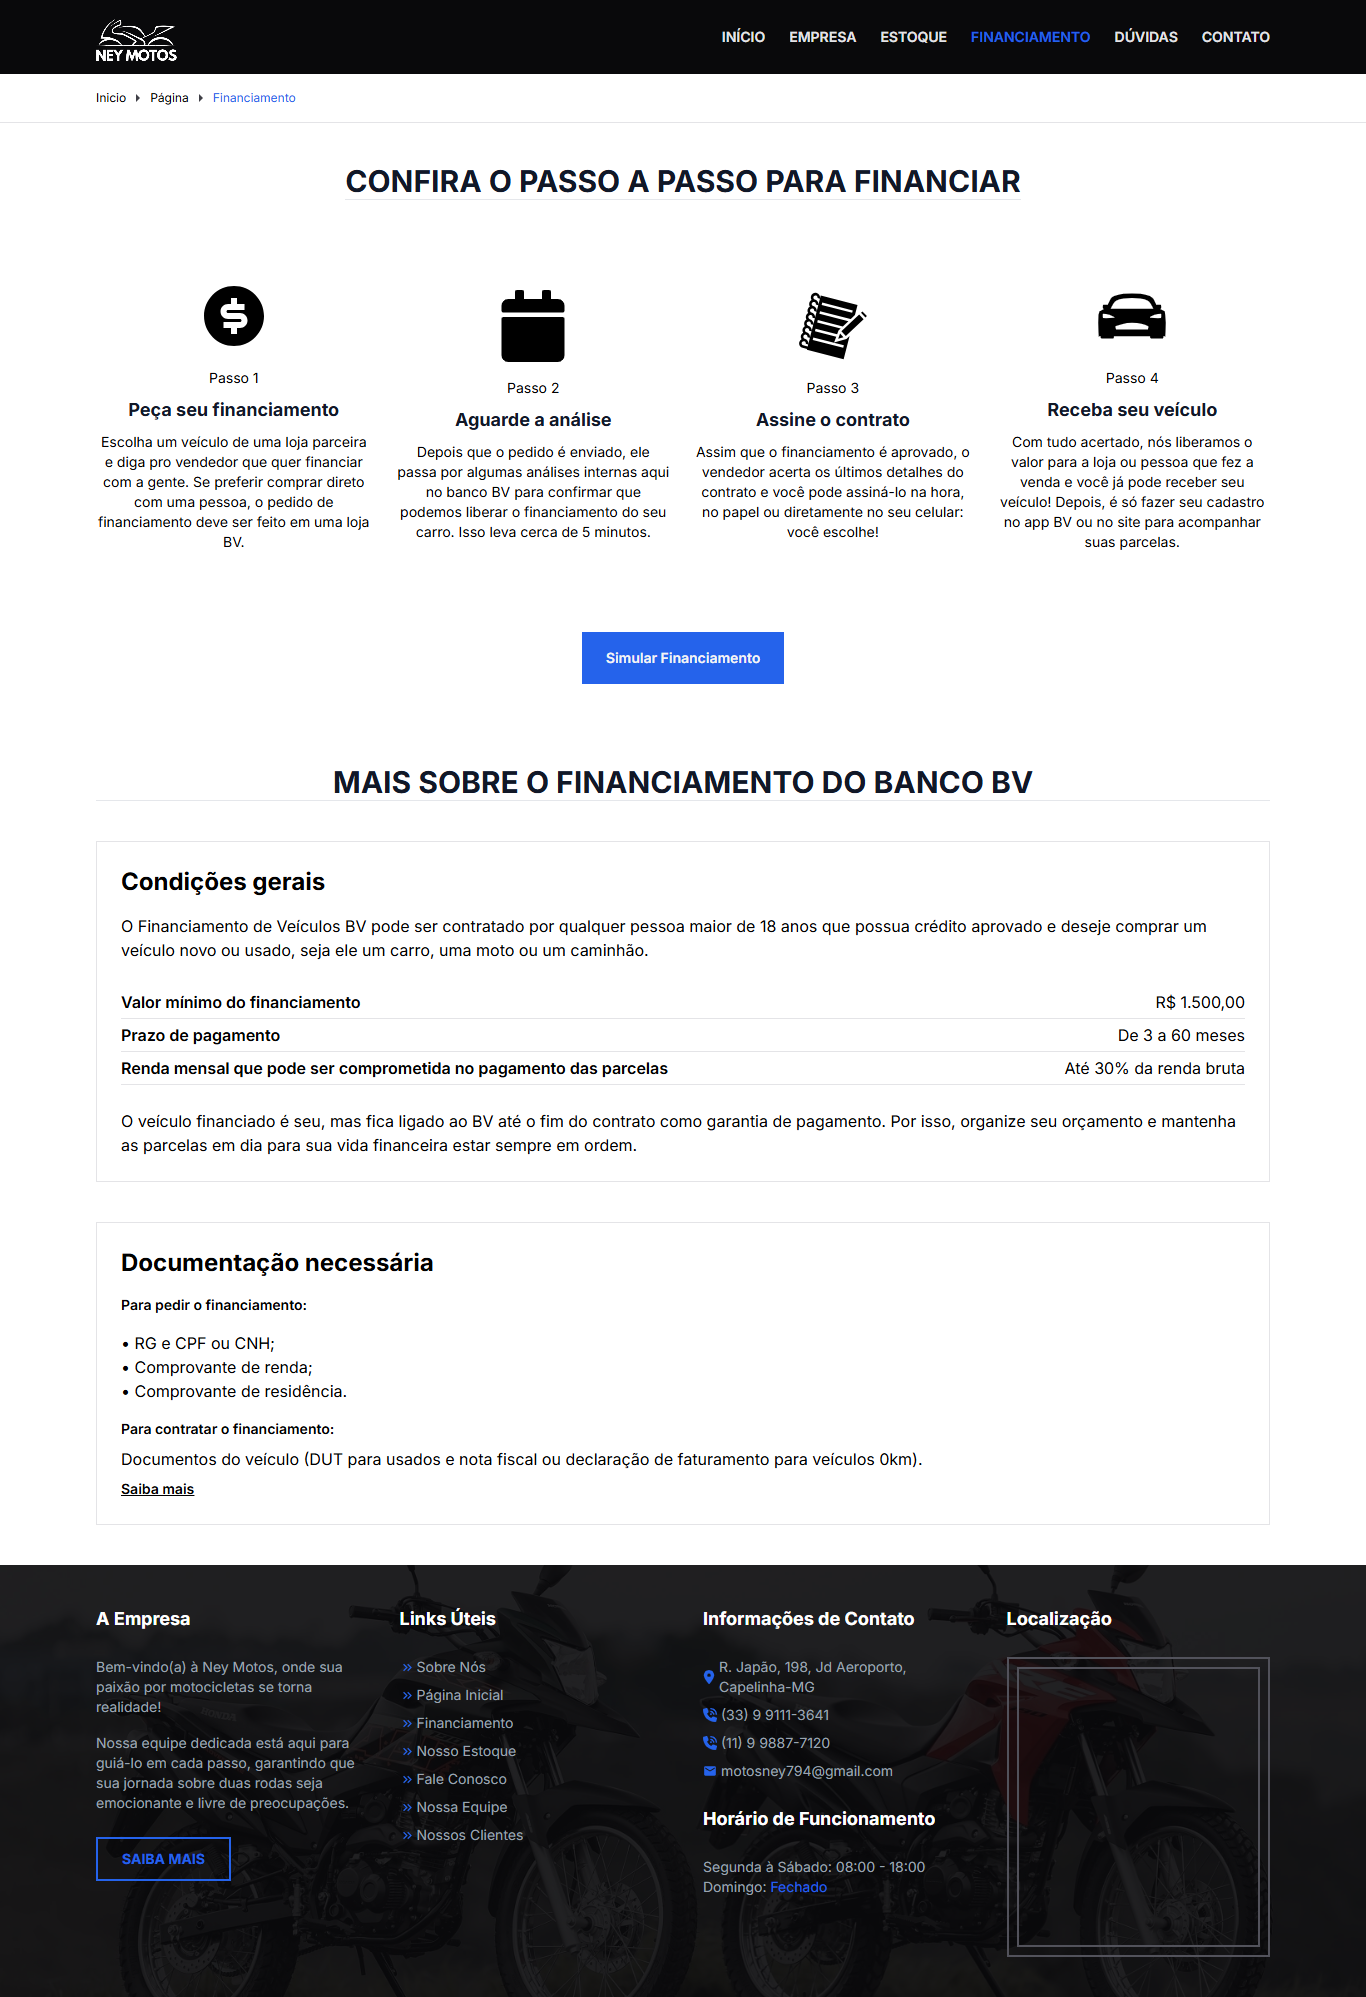 NEY MOTOS
INÍCIO EMPRESA ESTOQUE FINANCIAMENTO DÚVIDAS CONTATO
Inicio Página Financiamento
CONFIRA O PASSO A PASSO PARA FINANCIAR
Passo 1
Peça seu financiamento
Escolha um veículo de uma loja parceira
e diga pro vendedor que quer financiar
com a gente. Se preferir comprar direto
com uma pessoa, o pedido de
financiamento deve ser feito em uma loja
BV.
Passo 2
Aguarde a análise
Depois que o pedido é enviado, ele
passa por algumas análises internas aqui
no banco BV para confirmar que
podemos liberar o financiamento do seu
carro. Isso leva cerca de 5 minutos.
Passo 3
Assine o contrato
Assim que o financiamento é aprovado, o
vendedor acerta os últimos detalhes do
contrato e você pode assiná-lo na hora,
no papel ou diretamente no seu celular:
você escolhe!
Passo 4
Receba seu veículo
Com tudo acertado, nós liberamos o
valor para a loja ou pessoa que fez a
venda e você já pode receber seu
veículo! Depois, é só fazer seu cadastro
no app BV ou no site para acompanhar
suas parcelas.
Simular Financiamento
MAIS SOBRE O FINANCIAMENTO DO BANCO BV
Condições gerais
O Financiamento de Veículos BV pode ser contratado por qualquer pessoa maior de 18 anos que possua crédito aprovado e deseje comprar um
veículo novo ou usado, seja ele um carro, uma moto ou um caminhão.
Valor mínimo do financiamento R$ 1.500,00
Prazo de pagamento De 3 a 60 meses
Renda mensal que pode ser comprometida no pagamento das parcelas Até 30% da renda bruta
O veículo financiado é seu, mas fica ligado ao BV até o fim do contrato como garantia de pagamento. Por isso, organize seu orçamento e mantenha
as parcelas em dia para sua vida financeira estar sempre em ordem.
Documentação necessária
Para pedir o financiamento:
• RG e CPF ou CNH;
• Comprovante de renda;
• Comprovante de residência.
Para contratar o financiamento:
Documentos do veículo (DUT para usados e nota fiscal ou declaração de faturamento para veículos 0km).
Saiba mais
A Empresa
Bem-vindo(a) à Ney Motos, onde sua
paixão por motocicletas se torna
realidade!
Nossa equipe dedicada está aqui para
guiá-lo em cada passo, garantindo que
sua jornada sobre duas rodas seja
emocionante e livre de preocupações.
SAIBA MAIS
Links Úteis
Sobre Nós
Página Inicial
Financiamento
Nosso Estoque
Fale Conosco
Nossa Equipe
Nossos Clientes
Informações de Contato
R. Japão, 198, Jd Aeroporto,
Capelinha-MG
(33) 9 9111-3641
(11) 9 9887-7120
motosney794@gmail.com
Horário de Funcionamento
Segunda à Sábado: 08:00 - 18:00
Domingo: Fechado
Localização
HONDA